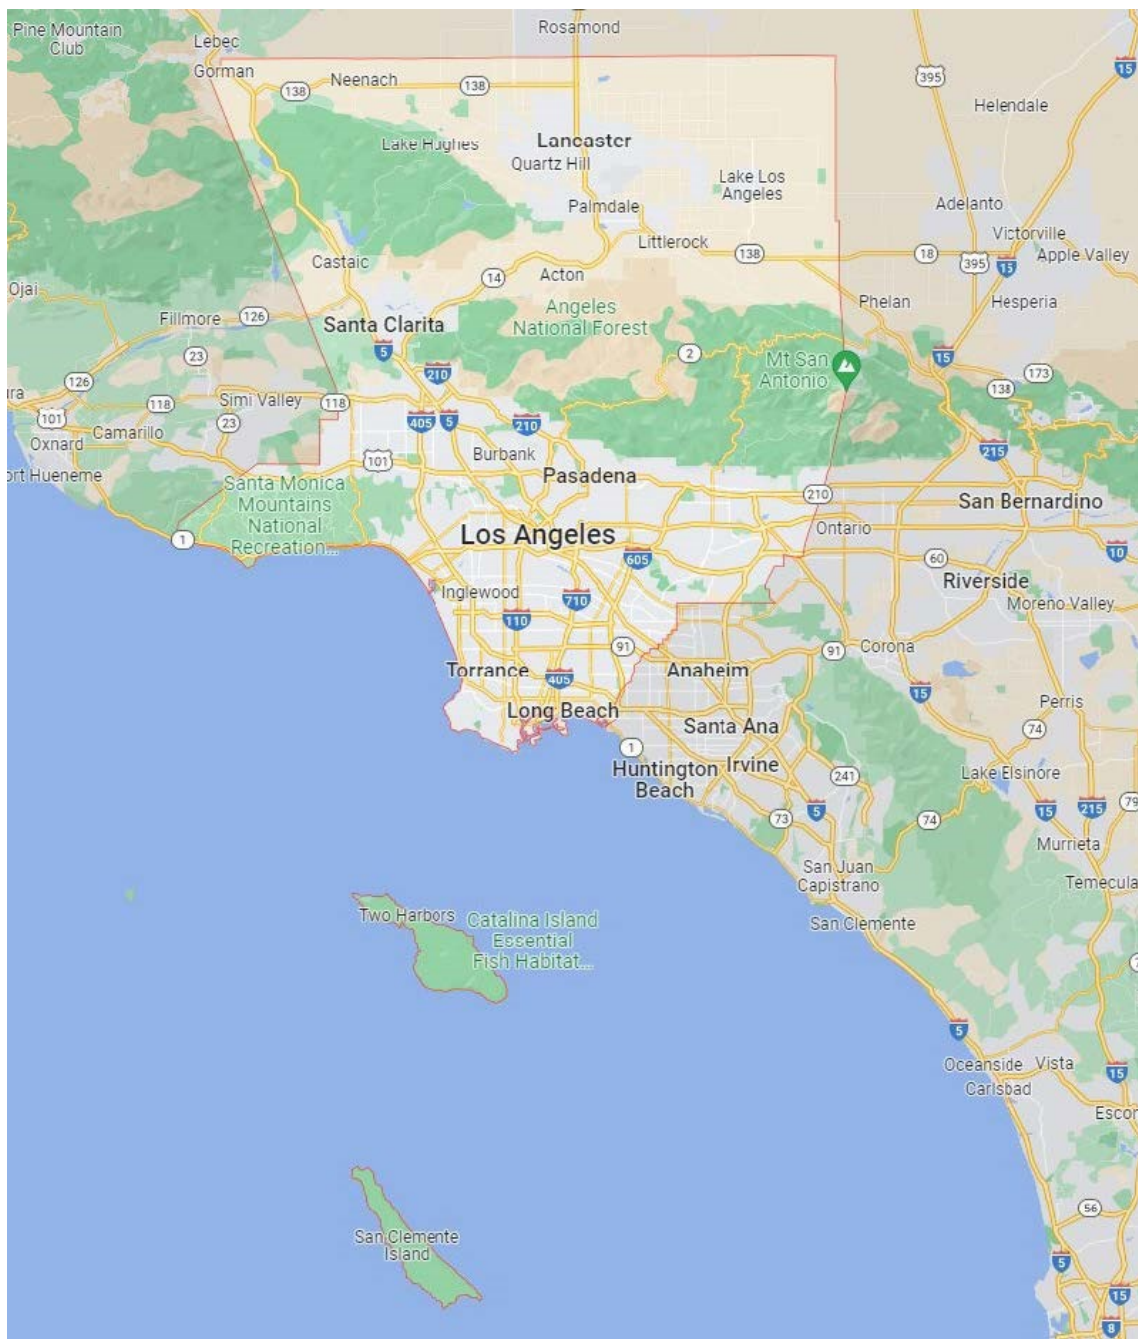 Pine Mountain
Club
Rosamond
Lebec
Gorman
Neenach
138
138
395
15
Helendale
Lake Hughes
Lancaster
Quartz Hill
Lake Los
Angeles
Palmdale
Adelanto
Victorville
Littlerock
138
18
395
15
Apple Valley
Castaic
14
Acton
Ojai
Phelan
Hesperia
Angeles
National Forest
Fillmore
126
Santa Clarita
5
23
2
15
Mt San
Antonio
210
138
173
126
ura
118
Simi Valley
118
101
Camarillo
23
405
5
210
215
Oxnard
ort Hueneme
101
Burbank
Pasadena
Santa Monica
Mountains
National
Recreation...
210
San Bernardino
Los Angeles
Ontario
1
605
60
10
Riverside
Inglewood
710
Moreno Valley
110
91
91
Corona
Torrance
405
Anaheim
15
Long Beach
Perris
Santa Ana
74
1
Huntington
Beach
Irvine
241
Lake Elsinore
5
15
215
79
73
74
Murrieta
San Juan
Capistrano
Temecula
Two Harbors
Catalina Island
Essential
Fish Habitat...
San Clemente
5
Oceanside
Vista
15
Carlsbad
Escon
56
San Clemente
Island
5
15
8